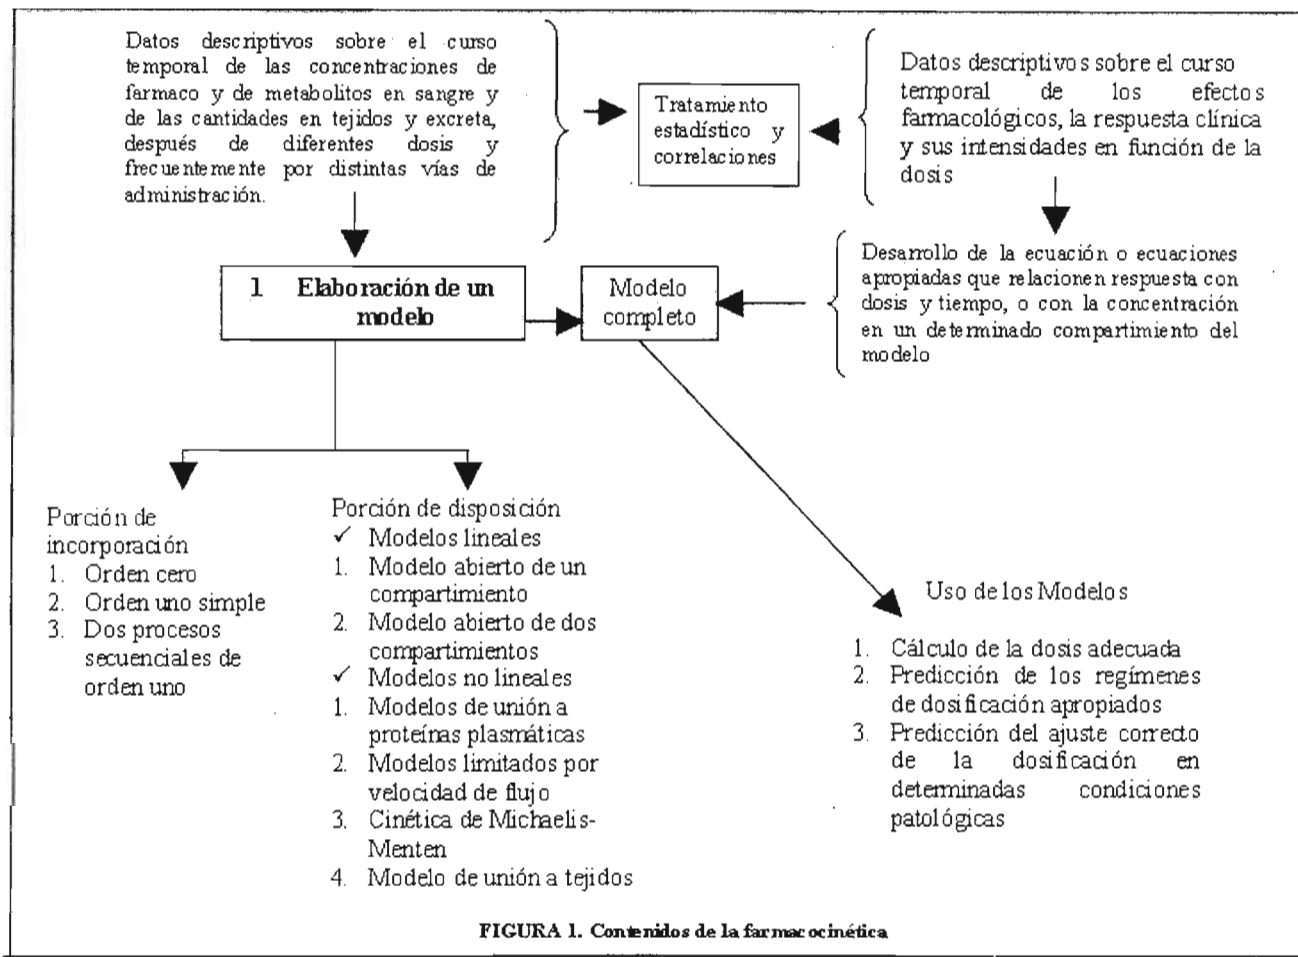 Datos descriptivos sobre el curso
temporal de las concentraciones de
farmaco y de metabolitos en sangre y
de las cantidades en tejidos y excreta,
después de diferentes dosis y
frecuentemente por distintas vías de
administración.
Tratamiento
estadístico y
correlaciones
Datos descriptivos sobre el curso
temporal de los efectos
farmacológicos, la respuesta clínica
y sus intensidades en función de la
dosis
1 Elaboración de un
modelo
Modelo
completo
Desarrollo de la ecuación o ecuaciones
apropiadas que relacionen respuesta con
dosis y tiempo, o con la concentración
en un determinado compartimiento del
modelo
Porción de
incorporación
1. Orden cero
2. Orden uno simple
3. Dos procesos
secuenciales de
orden uno
Porción de disposición
✓ Modelos lineales
1. Modelo abierto de un
compartimiento
2. Modelo abierto de dos
compartimientos
✓ Modelos no lineales
1. Modelos de unión a
proteínas plasmáticas
2. Modelos limitados por
velocidad de flujo
3. Cinética de Michaelis-
Menten
4. Modelo de unión a tejidos
Uso de los Modelos
1. Cálculo de la dosis adecuada
2. Predicción de los regímenes
de dosificación apropiados
3. Predicción del ajuste correcto
de la dosificación en
determinadas condiciones
patológicas
FIGURA 1. Contenidos de la farmacocinética